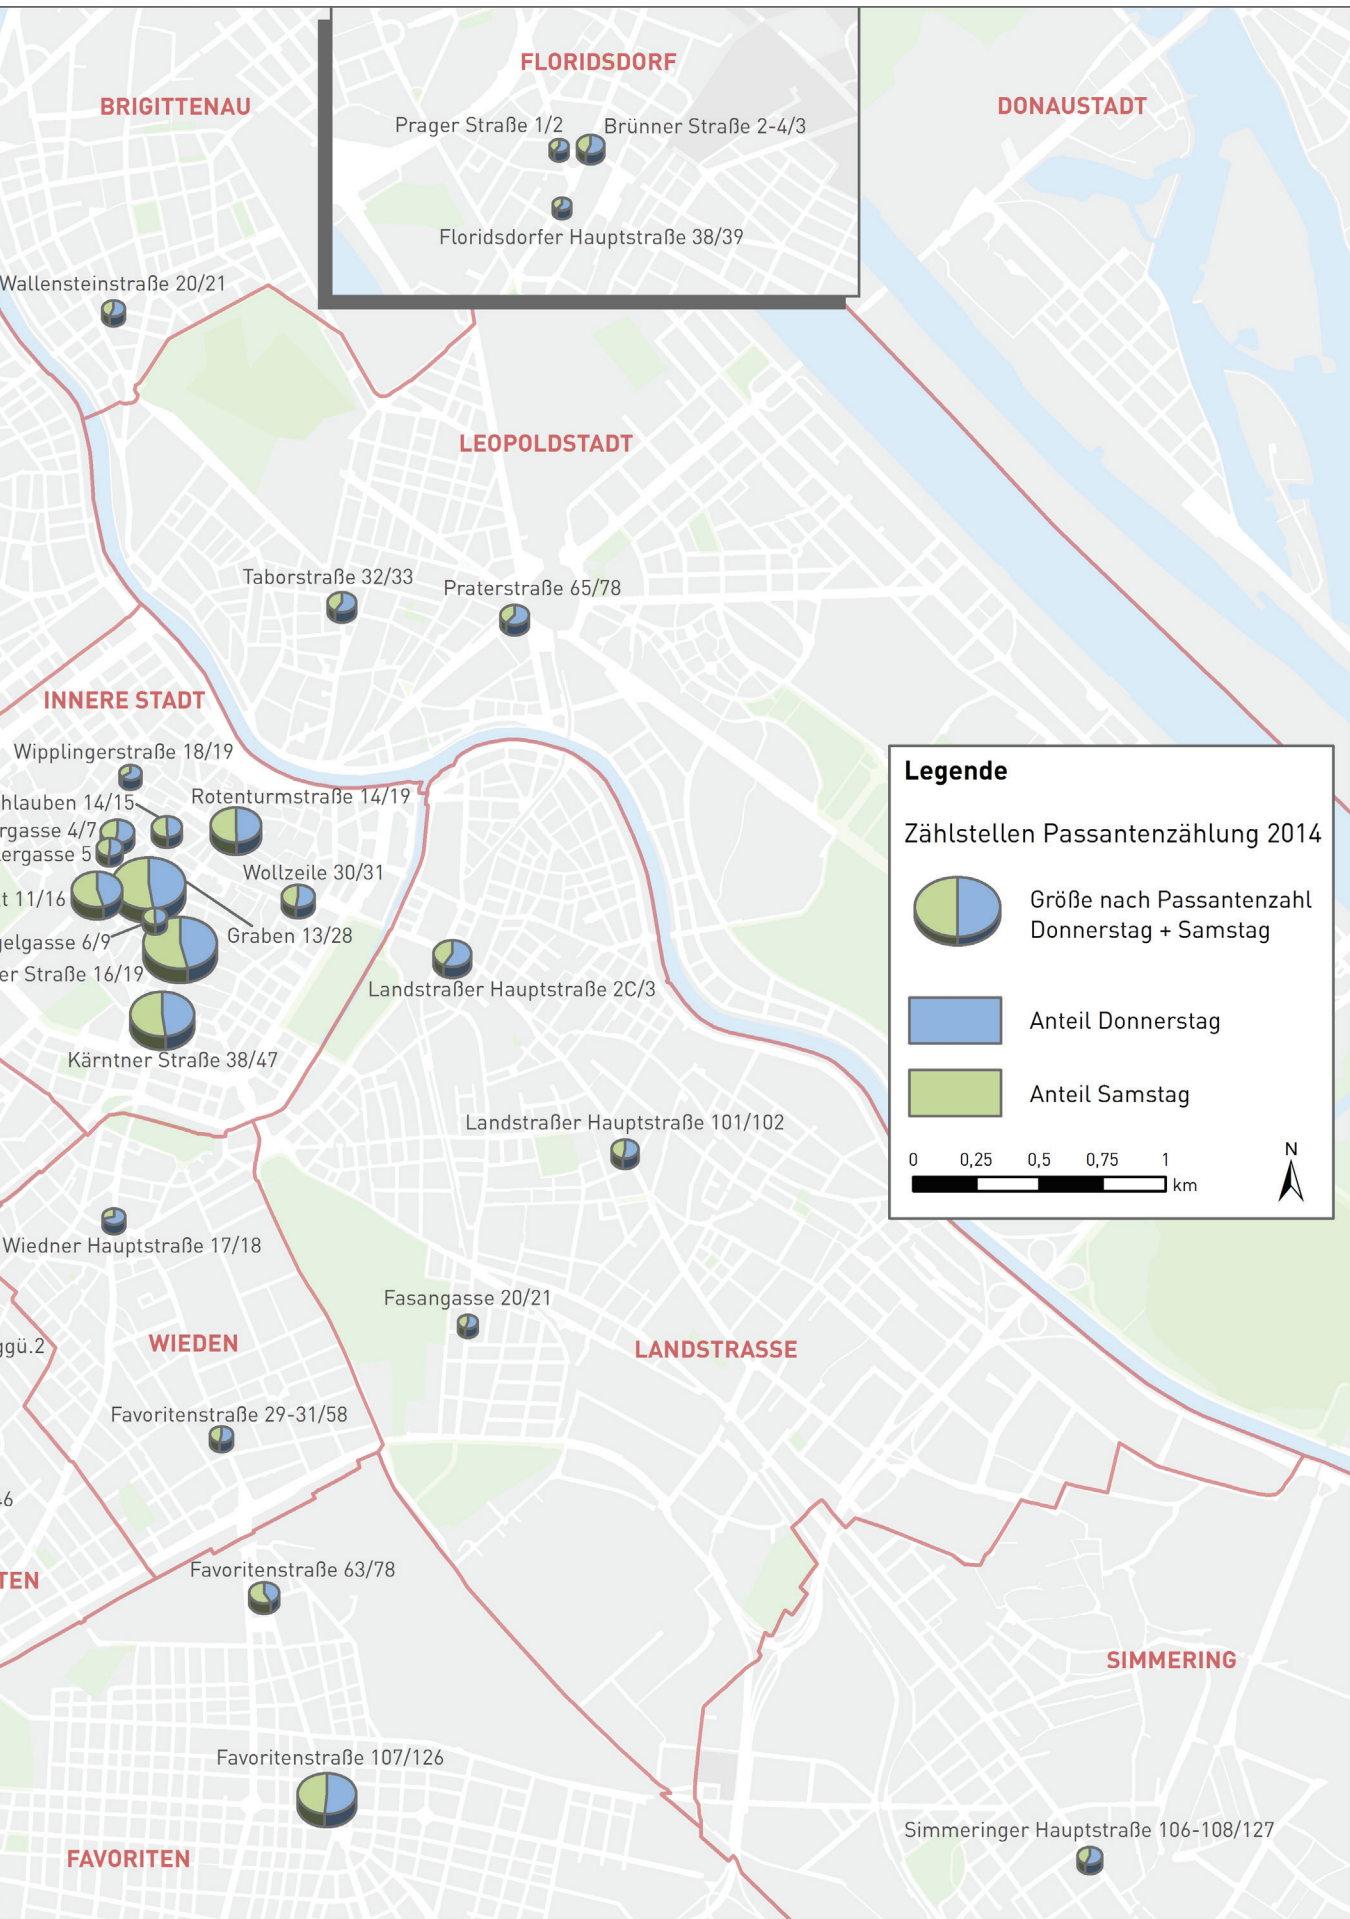 FLORIDSDORF
BRIGITTENAU
DONAUSTADT
Prager Straße 1/2
Brünner Straße 2-4/3
Floridsdorfer Hauptstraße 38/39
Wallensteinstraße 20/21
LEOPOLDSTADT
Taborstraße 32/33
Praterstraße 65/78
INNERE STADT
Wipplingerstraße 18/19
hlauben 14/15
Rotenturmstraße 14/19
rgasse 4/7
ergasse 5
Wollzeile 30/31
t 11/16
Graben 13/28
gelgasse 6/9
er Straße 16/19
Landstraßer Hauptstraße 2C/3
Kärntner Straße 38/47
Legende
Zählstellen Passantenzählung 2014
Größe nach Passantenzahl
Donnerstag + Samstag
Anteil Donnerstag
Anteil Samstag
0 0,25 0,5 0,75 1
km
N
Landstraßer Hauptstraße 101/102
Wiedner Hauptstraße 17/18
Fasangasse 20/21
ggü.2
WIEDEN
LANDSTRASSE
Favoritenstraße 29-31/58
46
Favoritenstraße 63/78
TEN
SIMMERING
Favoritenstraße 107/126
Simmeringer Hauptstraße 106-108/127
FAVORITEN